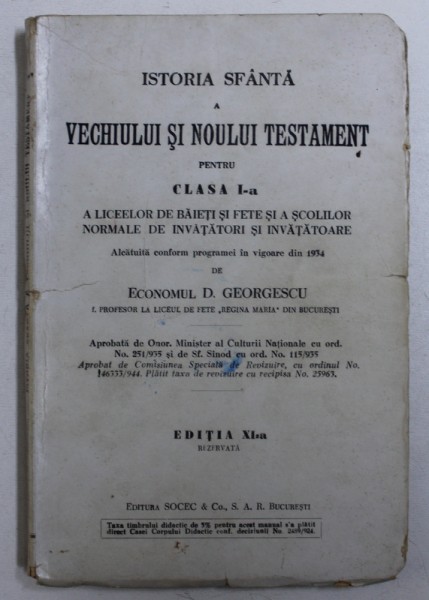 ISTORIA SFÂNTĂ
A
VECHIULUI ȘI NOULUI TESTAMENT
PENTRU
CLASA I-a
A LICEELOR DE BĂIEȚI ȘI FETE ȘI A ȘCOLILOR
NORMALE DE INVĂȚĂTORI ȘI INVĂȚĂTOARE
Alcătuită conform programei în vigoare din 1934
DE
ECONOMUL D. GEORGESCU
f. PROFESOR LA LICEUL DE FETE „REGINA MARIA" DIN BUCUREȘTI
Aprobată de Onor. Minister al Culturii Naționale cu ord.
No. 251/935 și de Sf. Sinod cu ord. No. 115/935
Aprobat de Comisiunea Specială de Revizuire, cu ordinul No.
146333/944. Plătit taxa de revizuire cu recipisa No. 25963.
EDIȚIA XI-a
REZERVATĂ
EDITURA SOCEC & Co., S. A. R. BUCUREȘTI
Taxa timbrului didactic de 5% pentru acest manual s'a plătit
direct Casei Corpului Didactic conf. deciziunii No.